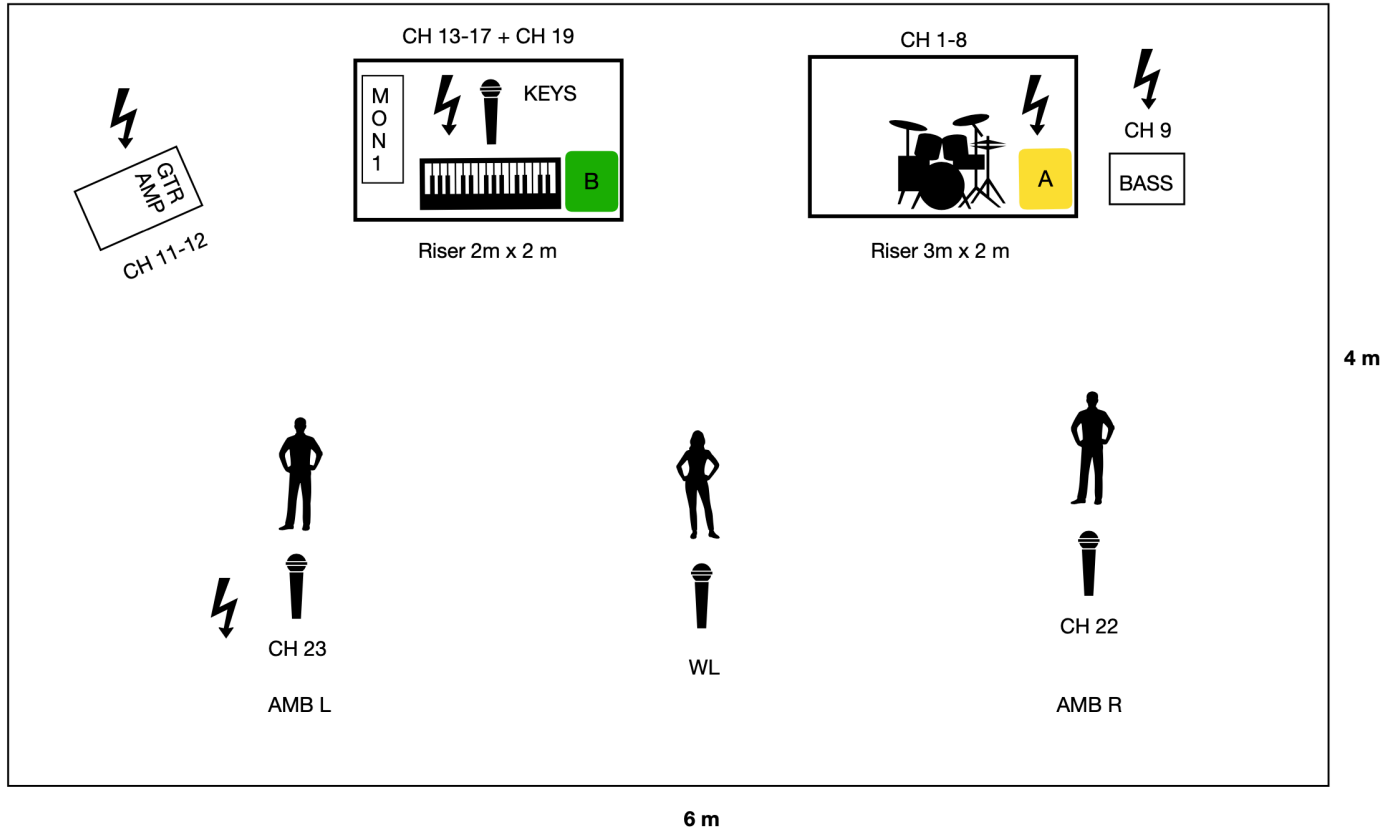 CH 13-17 + CH 19
CH 1-8
MON1
KEYS
B
A
CH 9
BASS
GTR
AMP
CH 11-12
Riser 2m x 2 m
Riser 3m x 2 m
4 m
CH 23
CH 22
WL
AMB L
AMB R
6 m